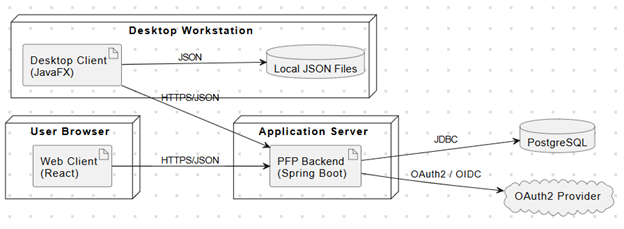 Desktop Workstation
Desktop Client
(JavaFX)
JSON
Local JSON Files
HTTPS/JSON
User Browser
Web Client
(React)
HTTPS/JSON
Application Server
PFP Backend
(Spring Boot)
JDBC
PostgreSQL
OAuth2 / OIDC
OAuth2 Provider